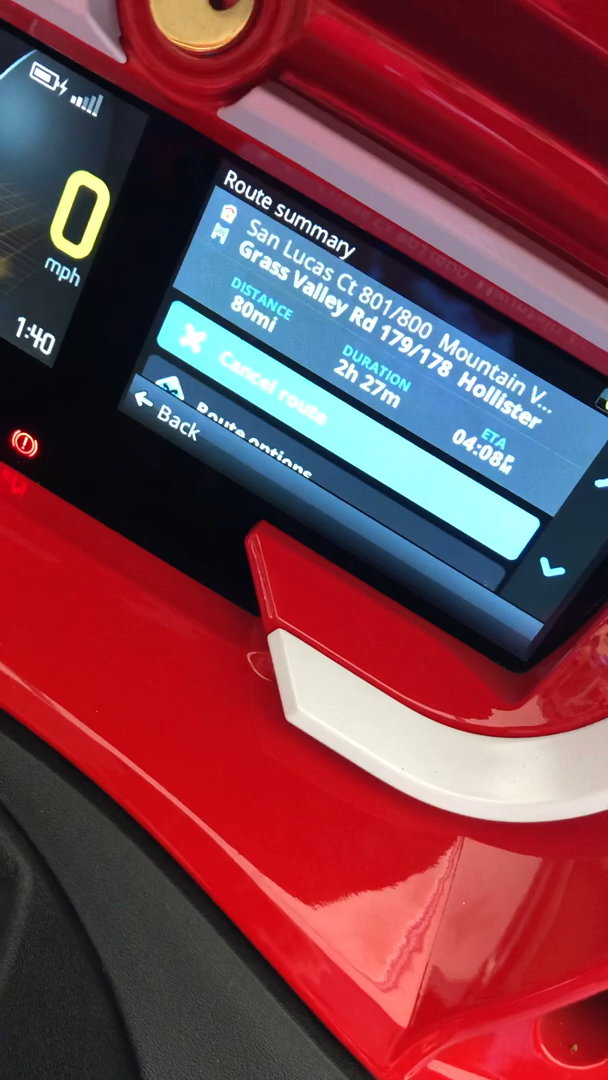 0
mph
1:40
Route summary
San Lucas Ct 801/800 Mountain V...
Grass Valley Rd 179/178 Hollister
DISTANCE
80mi
DURATION
2h 27m
ETA
04:08PM
Cancel route
Route options
Back